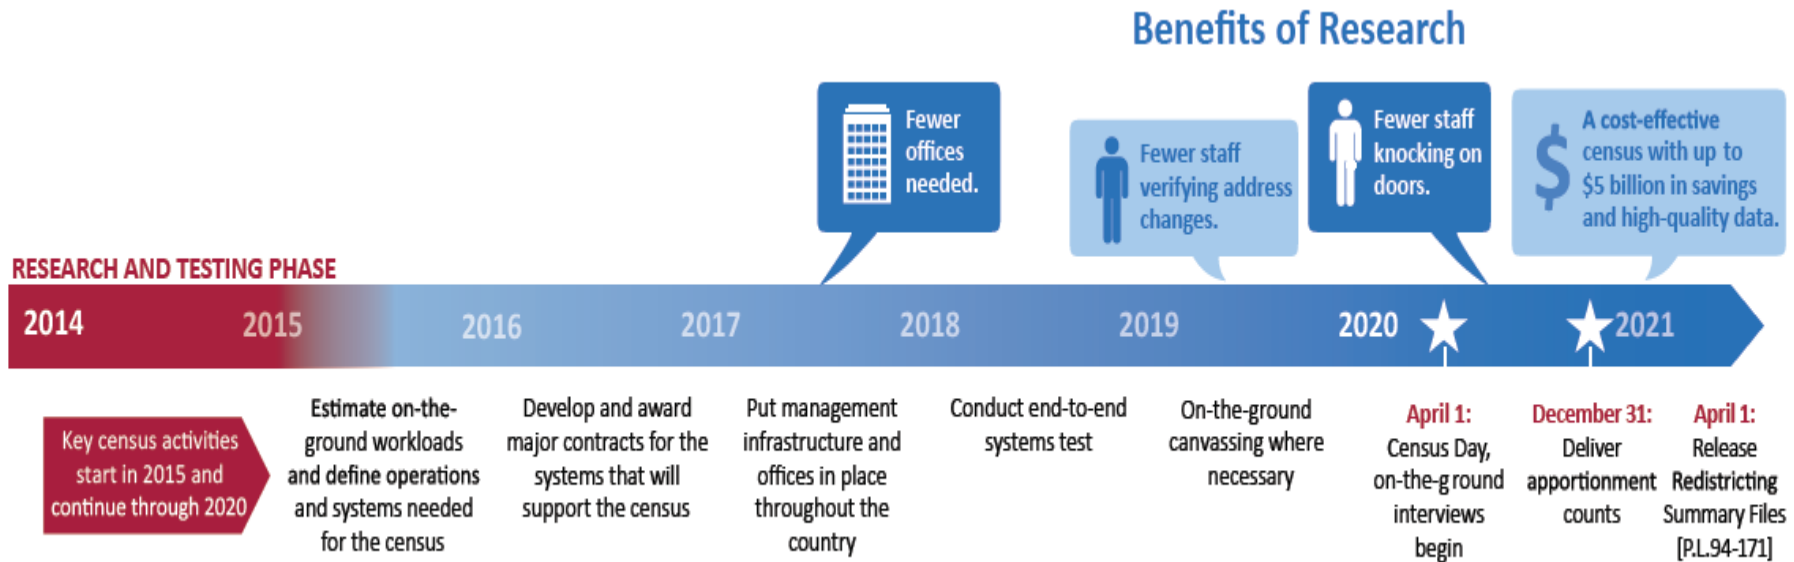 Benefits of Research
Fewer
offices
needed.
Fewer staff
verifying address
changes.
Fewer staff
knocking on
doors.
$
A cost-effective
census with up to
$5 billion in savings
and high-quality data.
RESEARCH AND TESTING PHASE
2014
2015
2016
2017
2018
2019
2020
2021
Key census activities
start in 2015 and
continue through 2020
Estimate on-the-
ground workloads
and define operations
and systems needed
for the census
Develop and award
major contracts for the
systems that will
support the census
Put management
infrastructure and
offices in place
throughout the
country
Conduct end-to-end
systems test
On-the-ground
canvassing where
necessary
April 1:
Census Day,
on-the-ground
interviews
begin
December 31:
Deliver
apportionment
counts
April 1:
Release
Redistricting
Summary Files
[P.L.94-171]